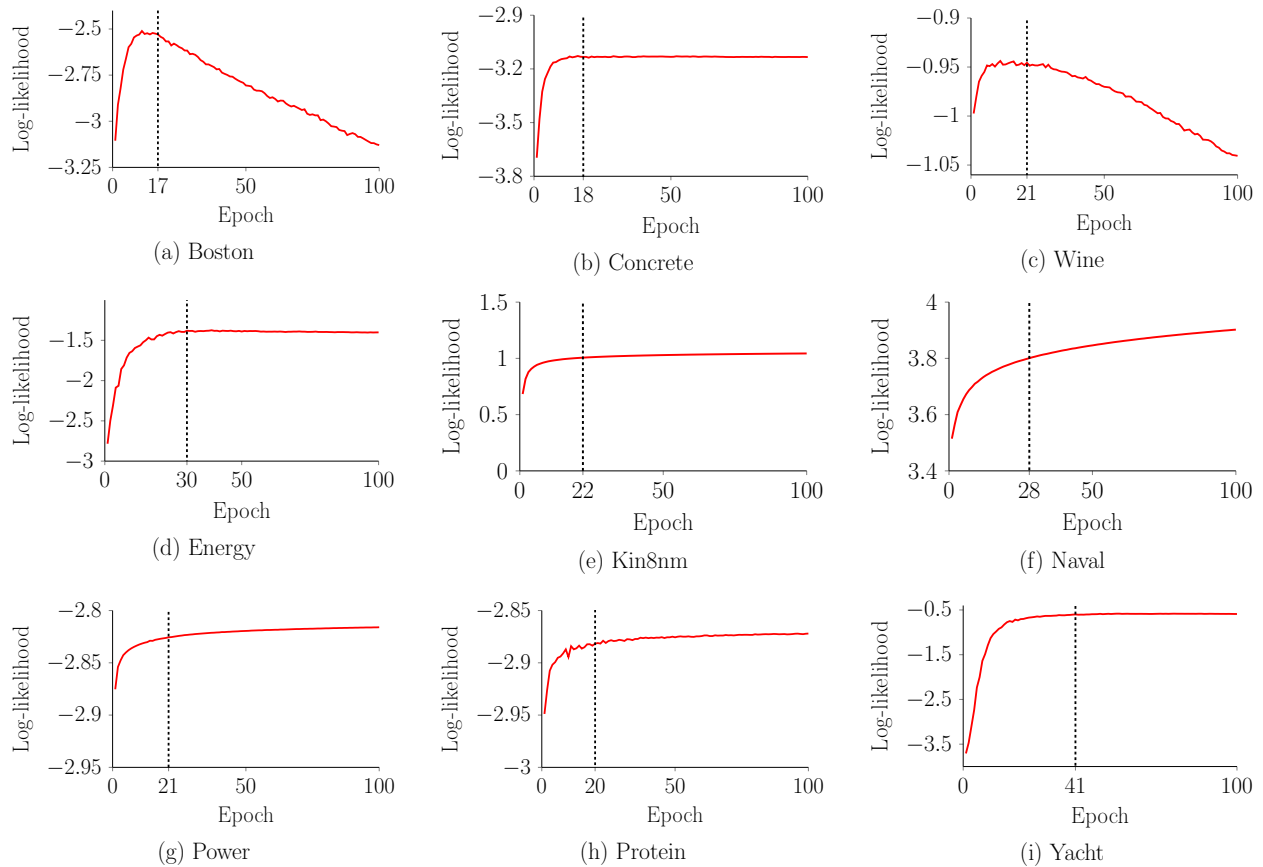 Log-likelihood
−2.5
−2.75
−3
−3.25
0
17
50
100
Epoch
(a) Boston
Log-likelihood
−2.9
−3.2
−3.5
−3.8
0
18
50
100
Epoch
(b) Concrete
Log-likelihood
−0.9
−0.95
−1
−1.05
0
21
50
100
Epoch
(c) Wine
Log-likelihood
−1.5
−2
−2.5
−3
0
30
50
100
Epoch
(d) Energy
Log-likelihood
1.5
1
0.5
0
0
22
50
100
Epoch
(e) Kin8nm
Log-likelihood
4
3.8
3.6
3.4
0
28
50
100
Epoch
(f) Naval
Log-likelihood
−2.8
−2.85
−2.9
−2.95
0
21
50
100
Epoch
(g) Power
Log-likelihood
−2.85
−2.9
−2.95
−3
0
20
50
100
Epoch
(h) Protein
Log-likelihood
−0.5
−1.5
−2.5
−3.5
0
41
100
Epoch
(i) Yacht